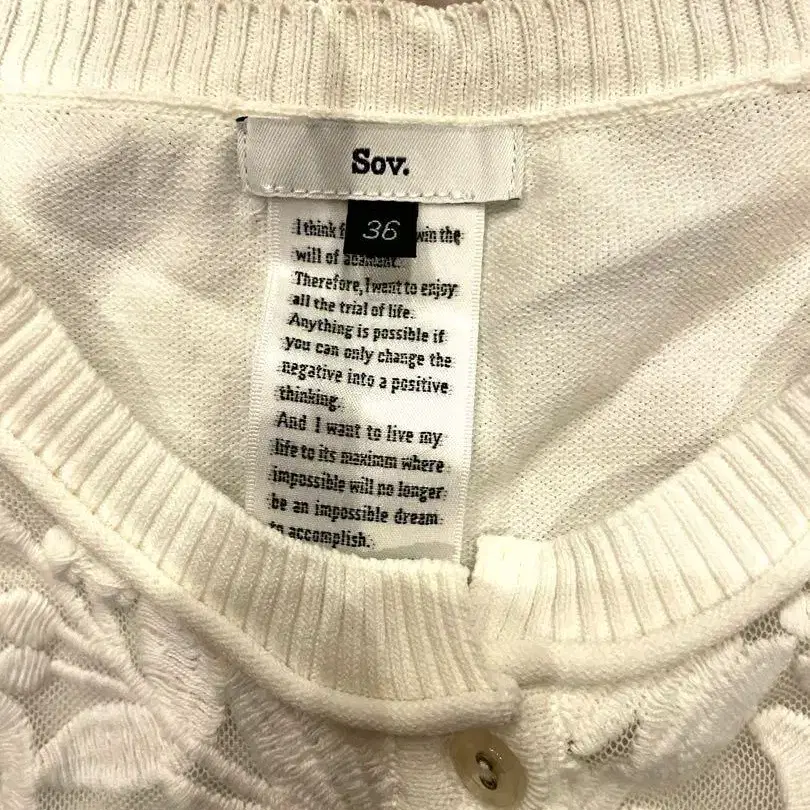 Sov.
36
I think win the
will of
Therefore, I want to enjoy
all the trial of life.
Anything is possible if
you can only change the
negative into a positive
thinking.
And I want to live my
life to its maximm where
impossible will no longer
be an impossible dream
to accomplish.